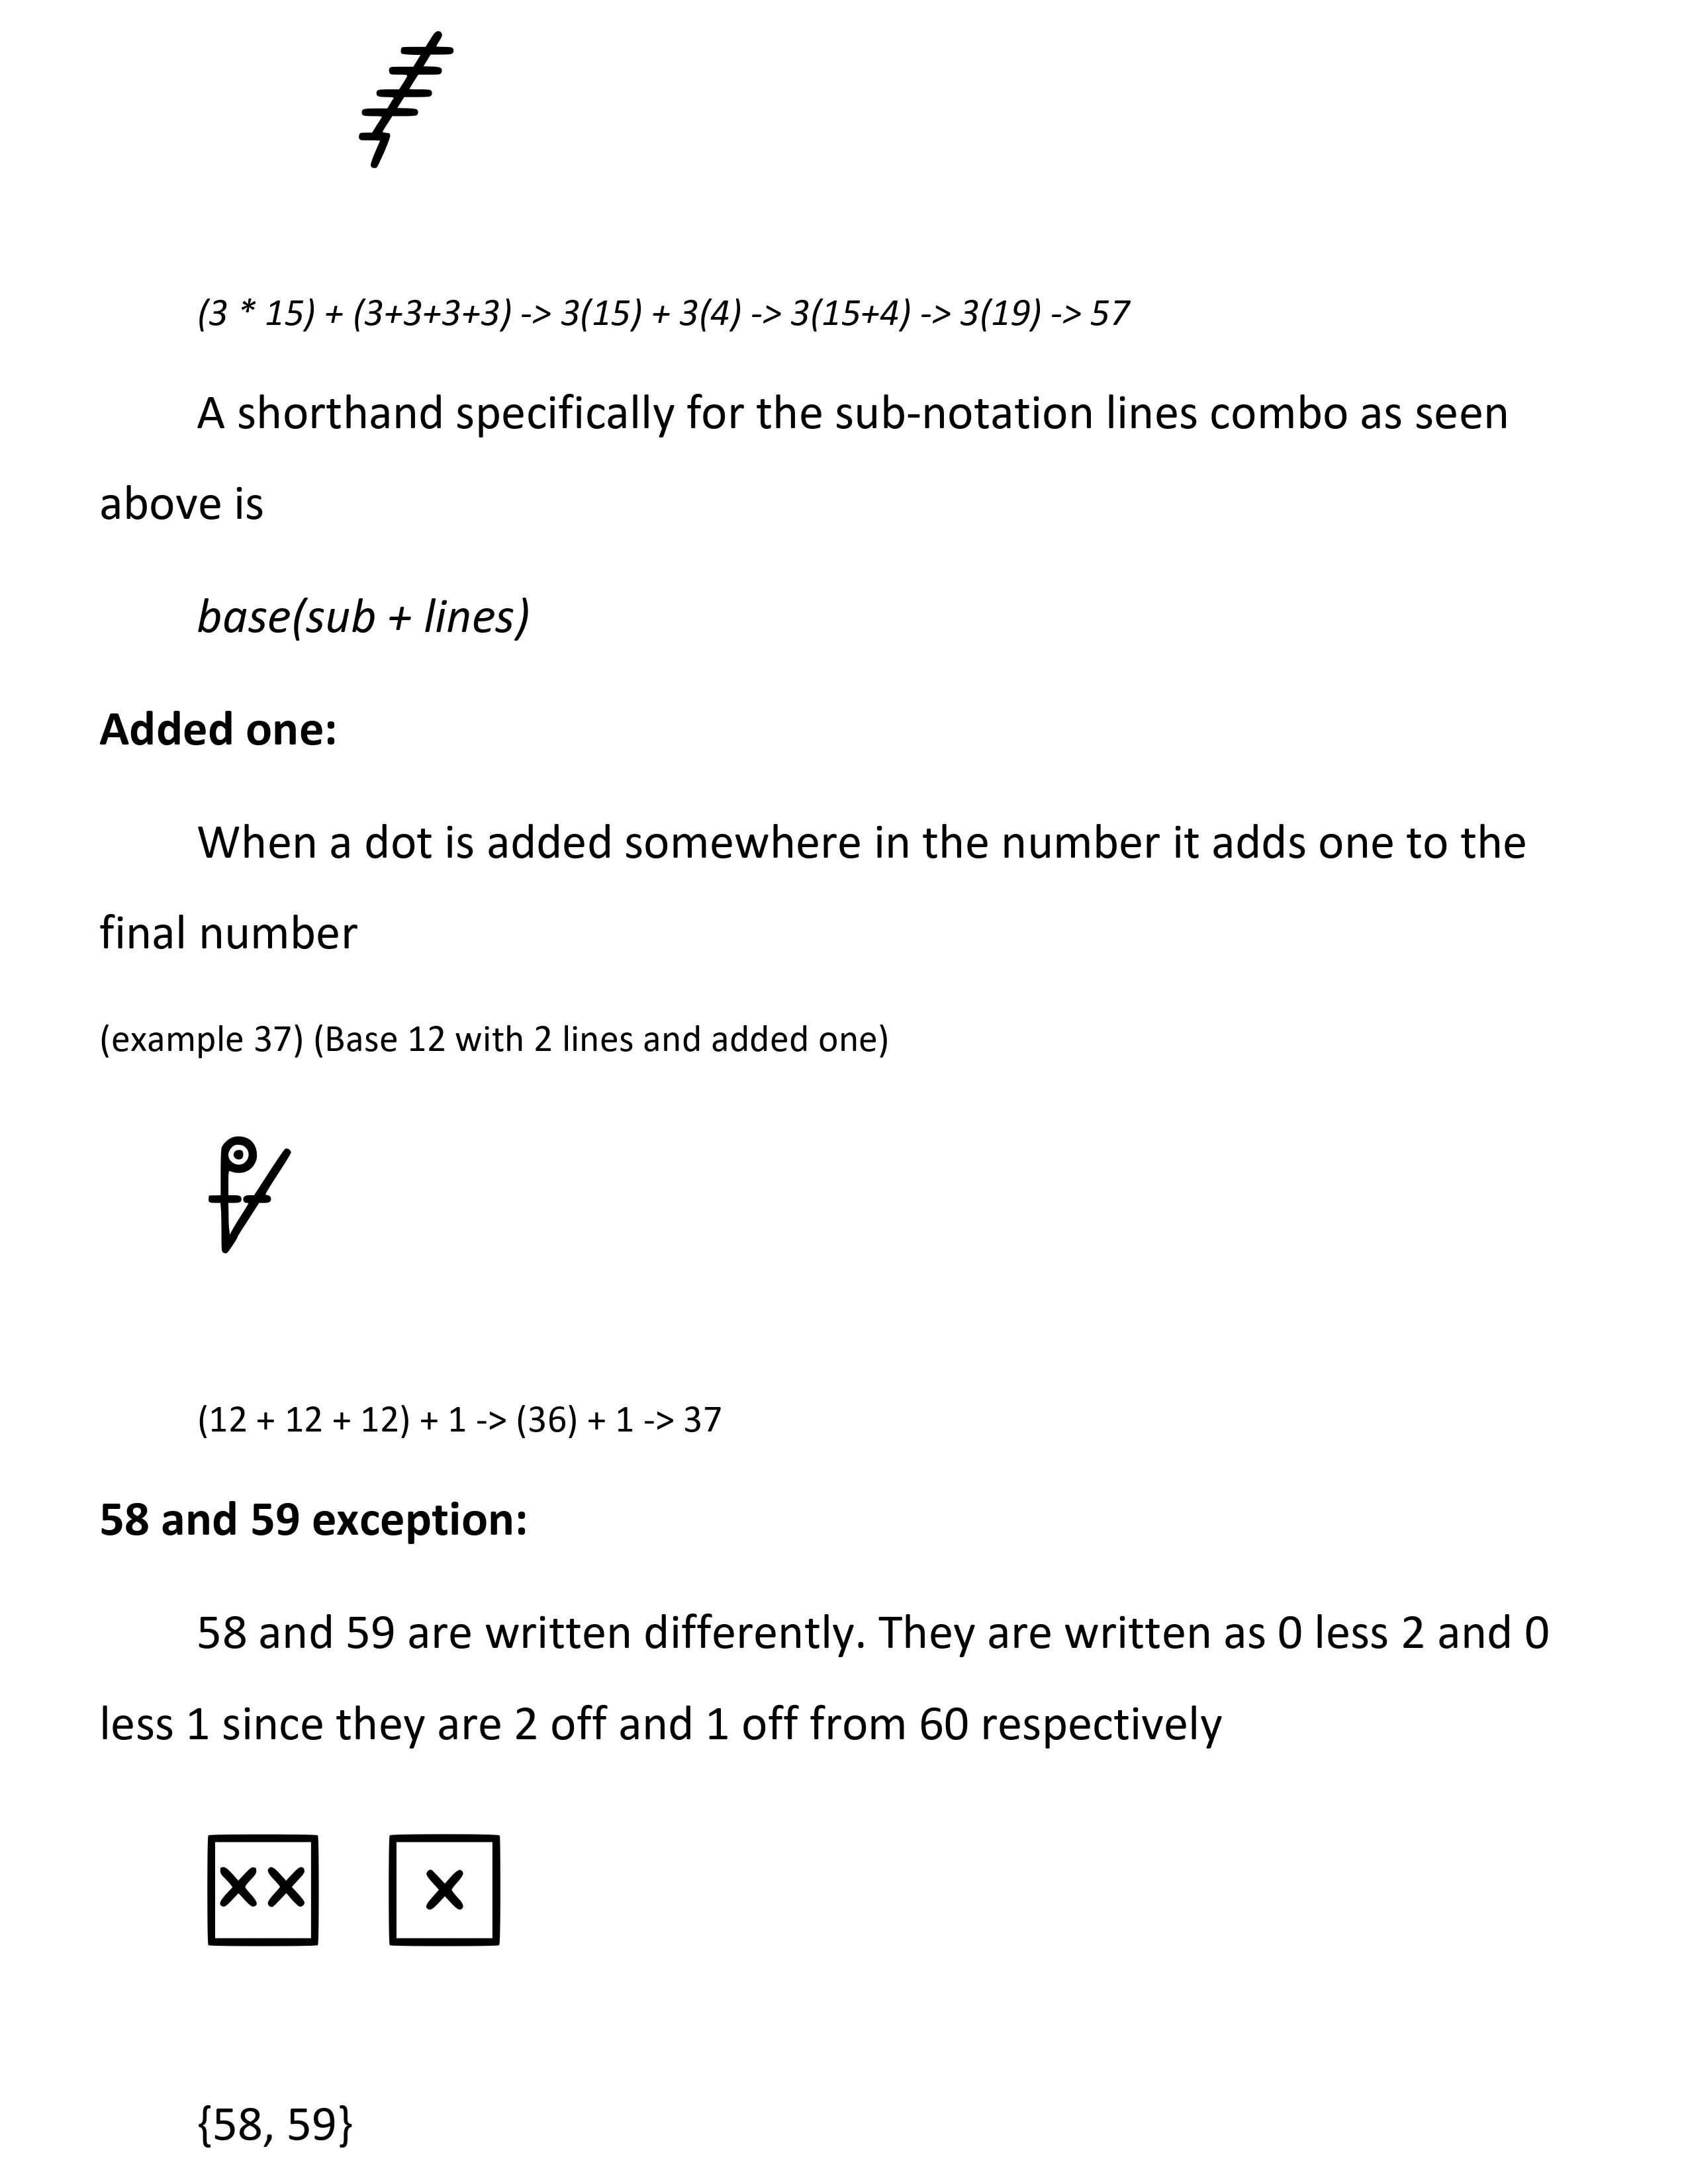 (3 * 15) + (3+3+3+3) -> 3(15) + 3(4) -> 3(15+4) -> 3(19) -> 57
A shorthand specifically for the sub-notation lines combo as seen
above is
base(sub + lines)
Added one:
When a dot is added somewhere in the number it adds one to the
final number
(example 37) (Base 12 with 2 lines and added one)
(12 + 12 + 12) + 1 -> (36) + 1 -> 37
58 and 59 exception:
58 and 59 are written differently. They are written as 0 less 2 and 0
less 1 since they are 2 off and 1 off from 60 respectively
{58, 59}